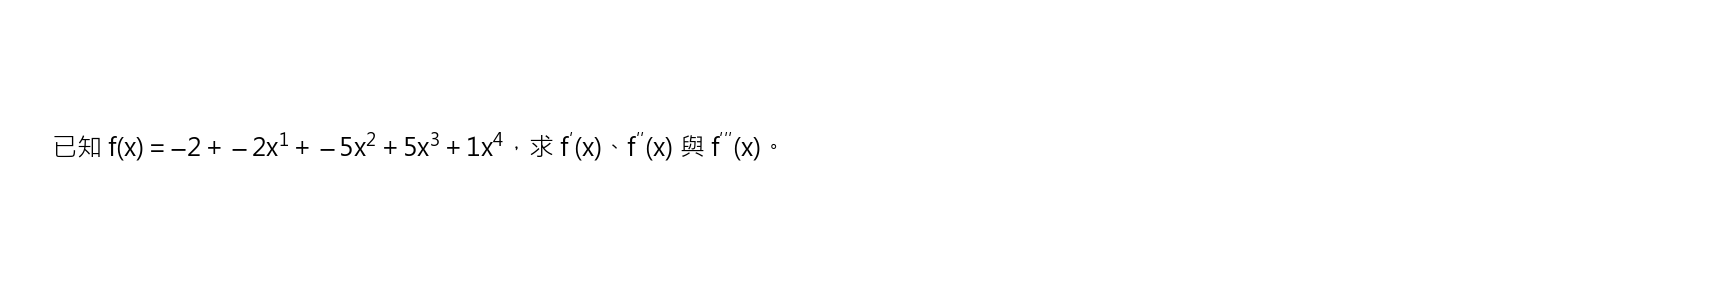 已知 f(x) = −2 + −2x¹ + −5x² + 5x³ + 1x⁴，求 f′(x)、f′′(x) 與 f′′′(x)。